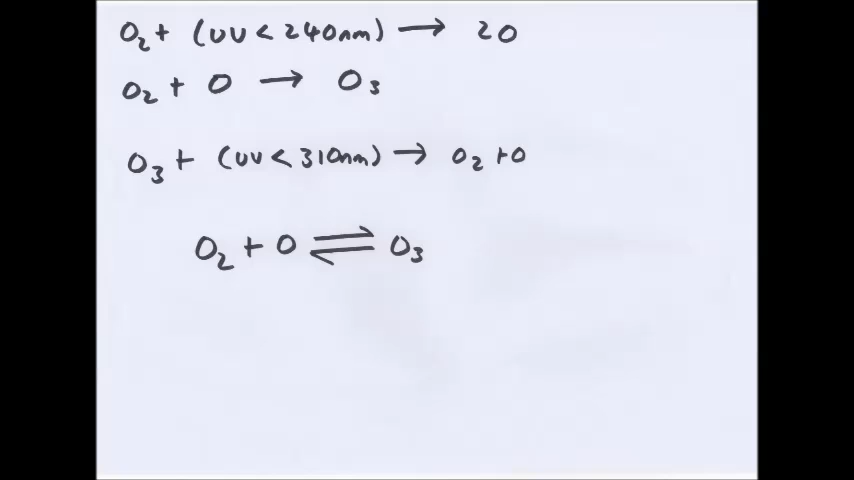 O₂ + (UV < 240nm) → 2O
O₂ + O → O₃
O₃ + (UV < 310nm) → O₂ + O
O₂ + O ⇌ O₃